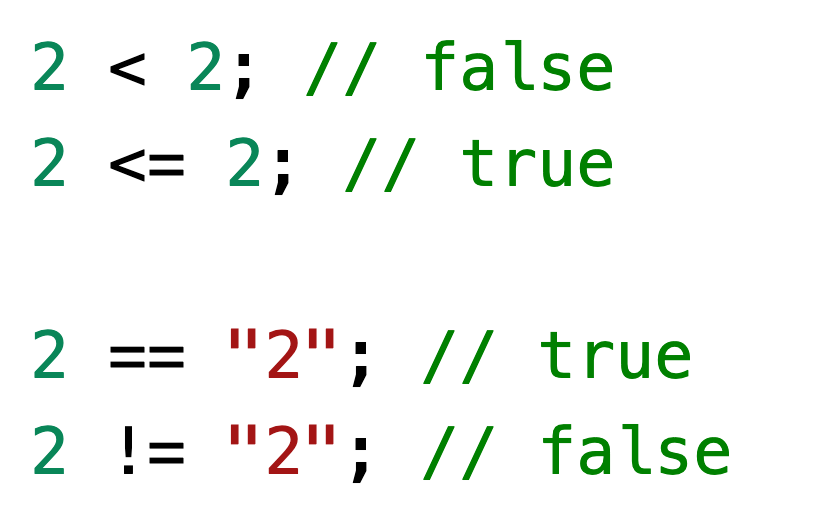 2 < 2; // false
2 <= 2; // true
2 == "2"; // true
2 != "2"; // false